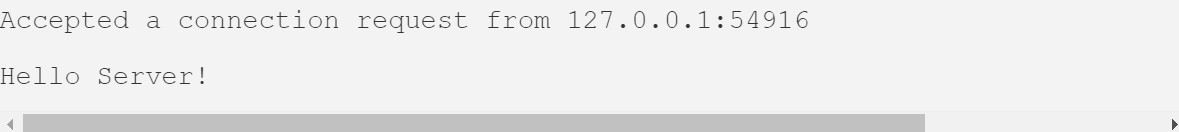 Accepted a connection request from 127.0.0.1:54916
Hello Server!